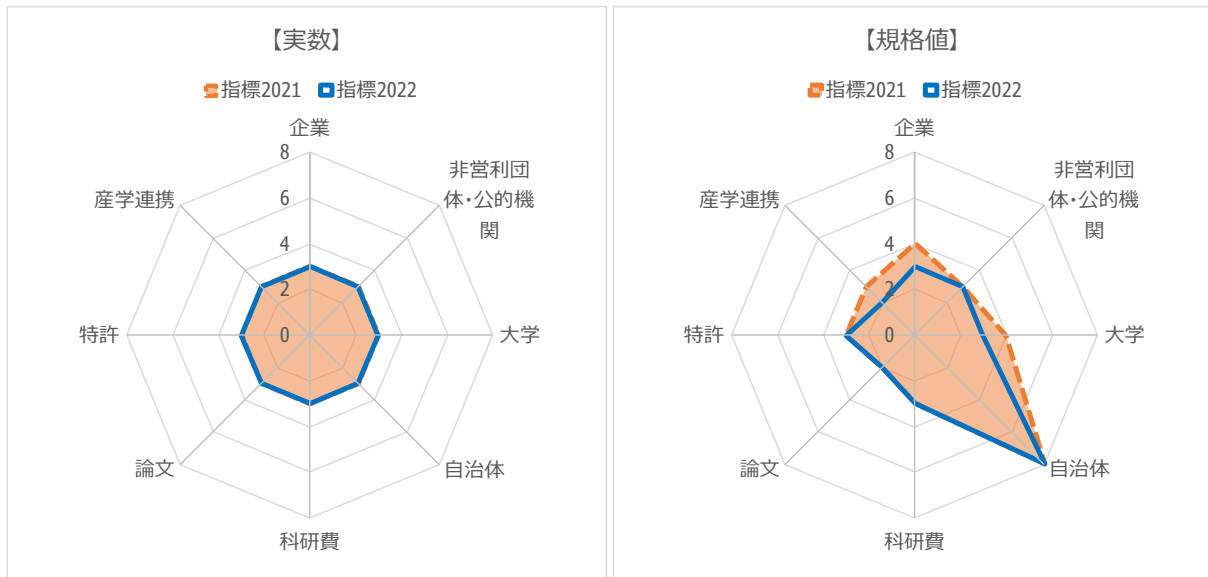 【実数】
指標2021 指標2022
企業
8
非営利団
体・公的機
関
6
産学連携
4
2
特許
0
大学
論文
自治体
科研費
【規格値】
指標2021 指標2022
企業
8
非営利団
体・公的機
関
6
産学連携
4
2
特許
0
大学
論文
自治体
科研費